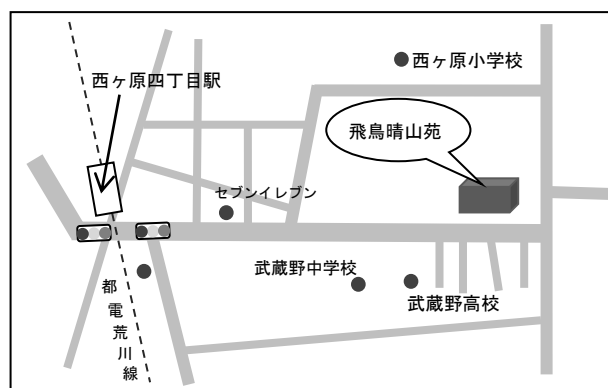 西ヶ原小学校
西ヶ原四丁目駅
飛鳥晴山苑
セブンイレブン
武蔵野中学校
武蔵野高校
都電荒川線